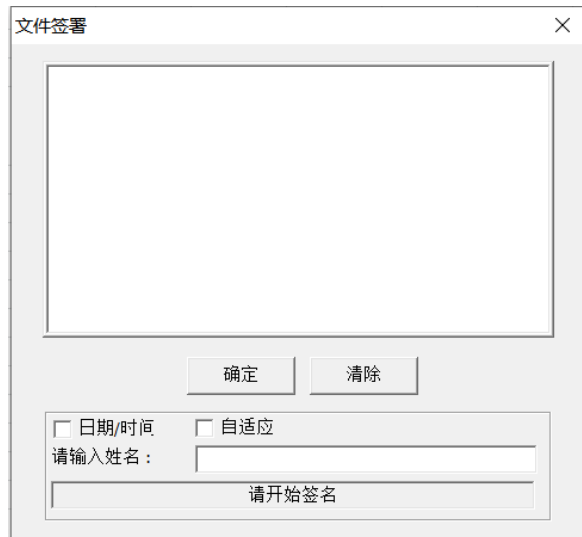 文件签署
确定 清除
日期/时间 自适应
请输入姓名：
请开始签名